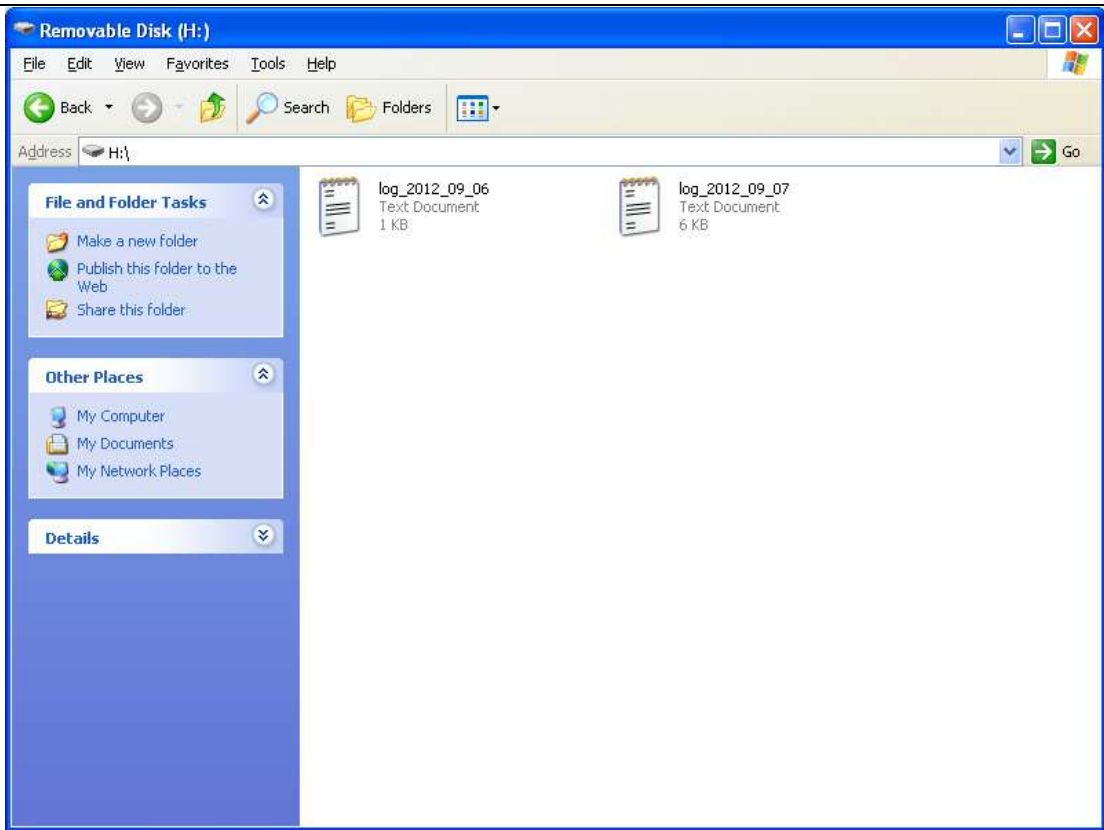 Removable Disk (H:)
File Edit View Favorites Tools Help
Back Search Folders
Address H:\ Go
File and Folder Tasks
Make a new folder
Publish this folder to the
Web
Share this folder
Other Places
My Computer
My Documents
My Network Places
Details
log_2012_09_06
Text Document
1 KB
log_2012_09_07
Text Document
6 KB